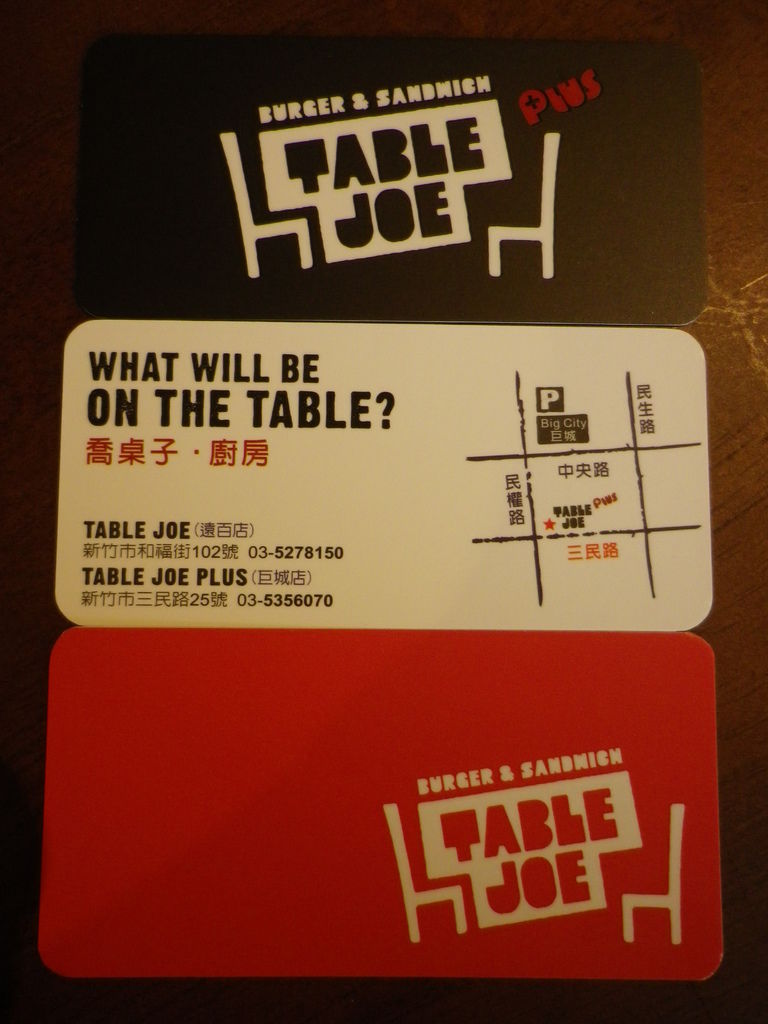 BURGER & SANDWICH
PLUS
TABLE
JOE
WHAT WILL BE
ON THE TABLE?
喬桌子・廚房
TABLE JOE (遠百店)
新竹市和福街102號 03-5278150
TABLE JOE PLUS (巨城店)
新竹市三民路25號 03-5356070
P
Big City
巨城
民生路
中央路
民權路
TABLE JOE Plus
三民路
BURGER & SANDWICH
TABLE
JOE